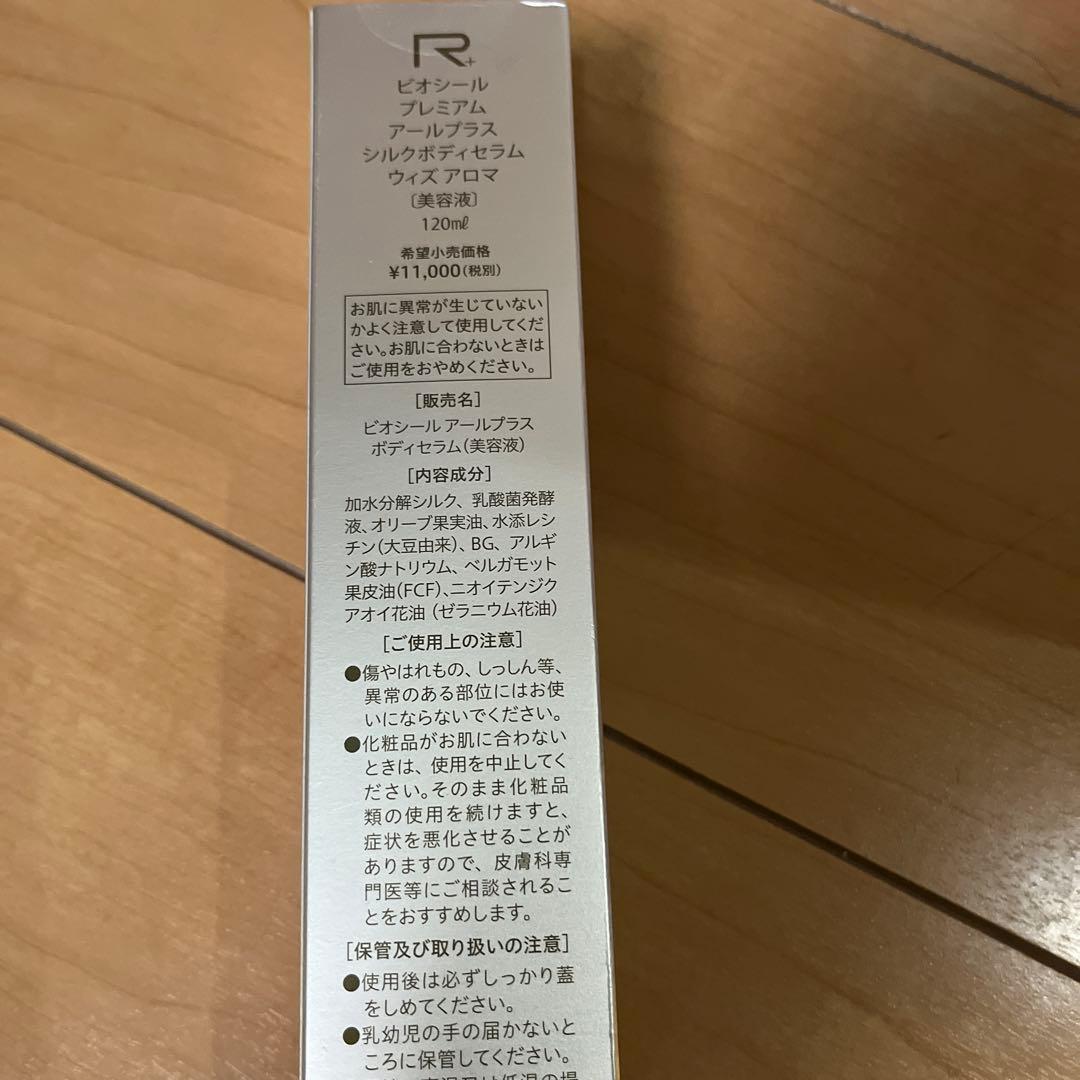 R+
ビオシール
プレミアム
アールプラス
シルクボディセラム
ウィズ アロマ
［美容液］
120㎖
希望小売価格
¥11,000（税別）
お肌に異常が生じていない
かよく注意して使用してくだ
さい。お肌に合わないときは
ご使用をおやめください。
［販売名］
ビオシール アールプラス
ボディセラム（美容液）
［内容成分］
加水分解シルク、乳酸菌発酵
液、オリーブ果実油、水添レシ
チン（大豆由来）、BG、アルギ
ン酸ナトリウム、ベルガモット
果皮油（FCF）、ニオイテンジク
アオイ花油（ゼラニウム花油）
［ご使用上の注意］
●傷やはれもの、しっしん等、
異常のある部位にはお使
いにならないでください。
●化粧品がお肌に合わない
ときは、使用を中止してく
ださい。そのまま化粧品
類の使用を続けますと、
症状を悪化させることが
ありますので、皮膚科専
門医等にご相談されるこ
とをおすすめします。
［保管及び取り扱いの注意］
●使用後は必ずしっかり蓋
をしめてください。
●乳幼児の手の届かないと
ころに保管してください。